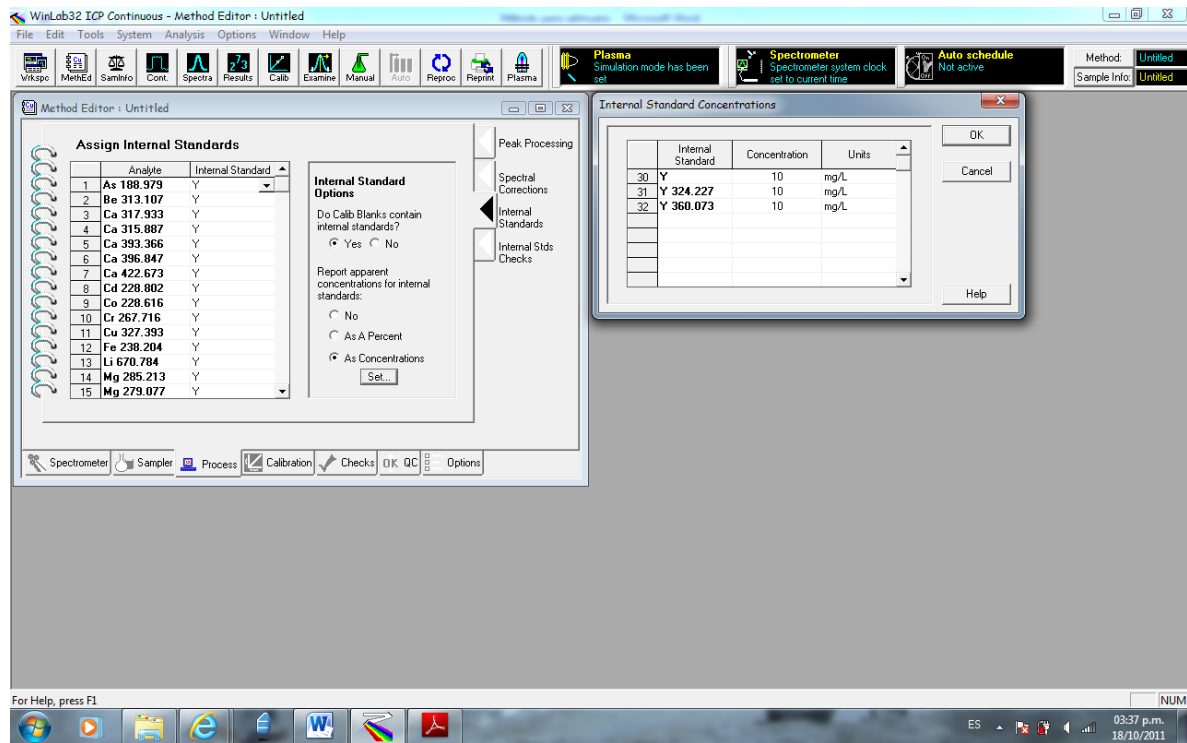 WinLab32 ICP Continuous - Method Editor : Untitled
File Edit Tools System Analysis Options Window Help
Wrkspc MethEd SamInfo Cont. Spectra Results Calib Examine Manual Auto Reproc Reprint Plasma
Plasma
Simulation mode has been
set
Spectrometer
Spectrometer system clock
set to current time
Auto schedule
Not active
On
Off
Method: Untitled
Sample Info: Untitled
Method Editor : Untitled
Assign Internal Standards
Analyte Internal Standard
1 As 188.979 Y
2 Be 313.107 Y
3 Ca 317.933 Y
4 Ca 315.887 Y
5 Ca 393.366 Y
6 Ca 396.847 Y
7 Ca 422.673 Y
8 Cd 228.802 Y
9 Co 228.616 Y
10 Cr 267.716 Y
11 Cu 327.393 Y
12 Fe 238.204 Y
13 Li 670.784 Y
14 Mg 285.213 Y
15 Mg 279.077 Y
Internal Standard
Options
Do Calib Blanks contain
internal standards?
Yes No
Report apparent
concentrations for internal
standards:
No
As A Percent
As Concentrations
Set...
Peak Processing
Spectral
Corrections
Internal
Standards
Internal Stds
Checks
Spectrometer Sampler Process Calibration Checks OK QC Options
Internal Standard Concentrations
Internal
Standard
Concentration Units
30 Y 10 mg/L
31 Y 324.227 10 mg/L
32 Y 360.073 10 mg/L
OK
Cancel
Help
For Help, press F1
NUM
ES
03:37 p.m.
18/10/2011